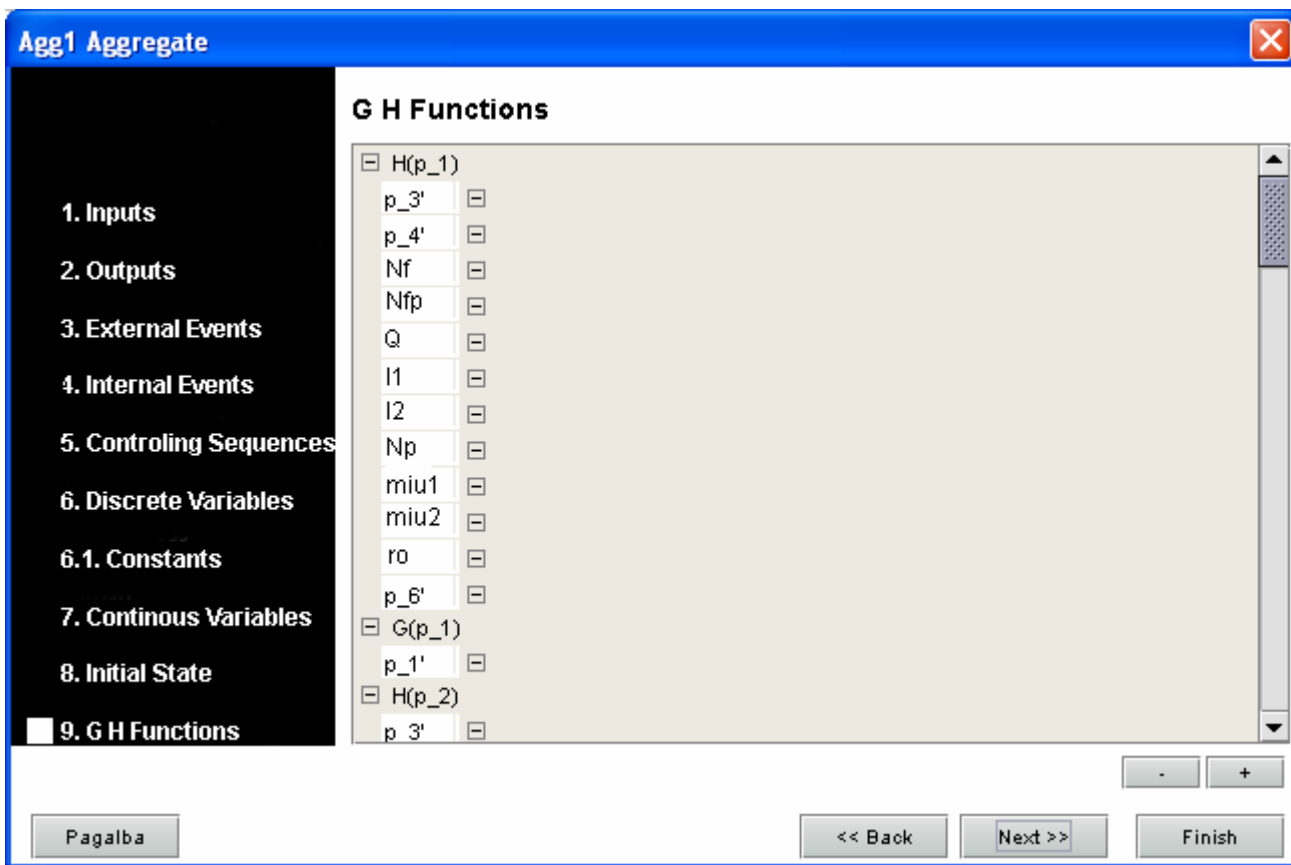 Agg1 Aggregate
G H Functions
1. Inputs
2. Outputs
3. External Events
4. Internal Events
5. Controling Sequences
6. Discrete Variables
6.1. Constants
7. Continous Variables
8. Initial State
9. G H Functions
H(p_1)
p_3'
p_4'
Nf
Nfp
Q
I1
I2
Np
miu1
miu2
ro
p_6'
G(p_1)
p_1'
H(p_2)
p_3'
- +
Pagalba << Back Next >> Finish